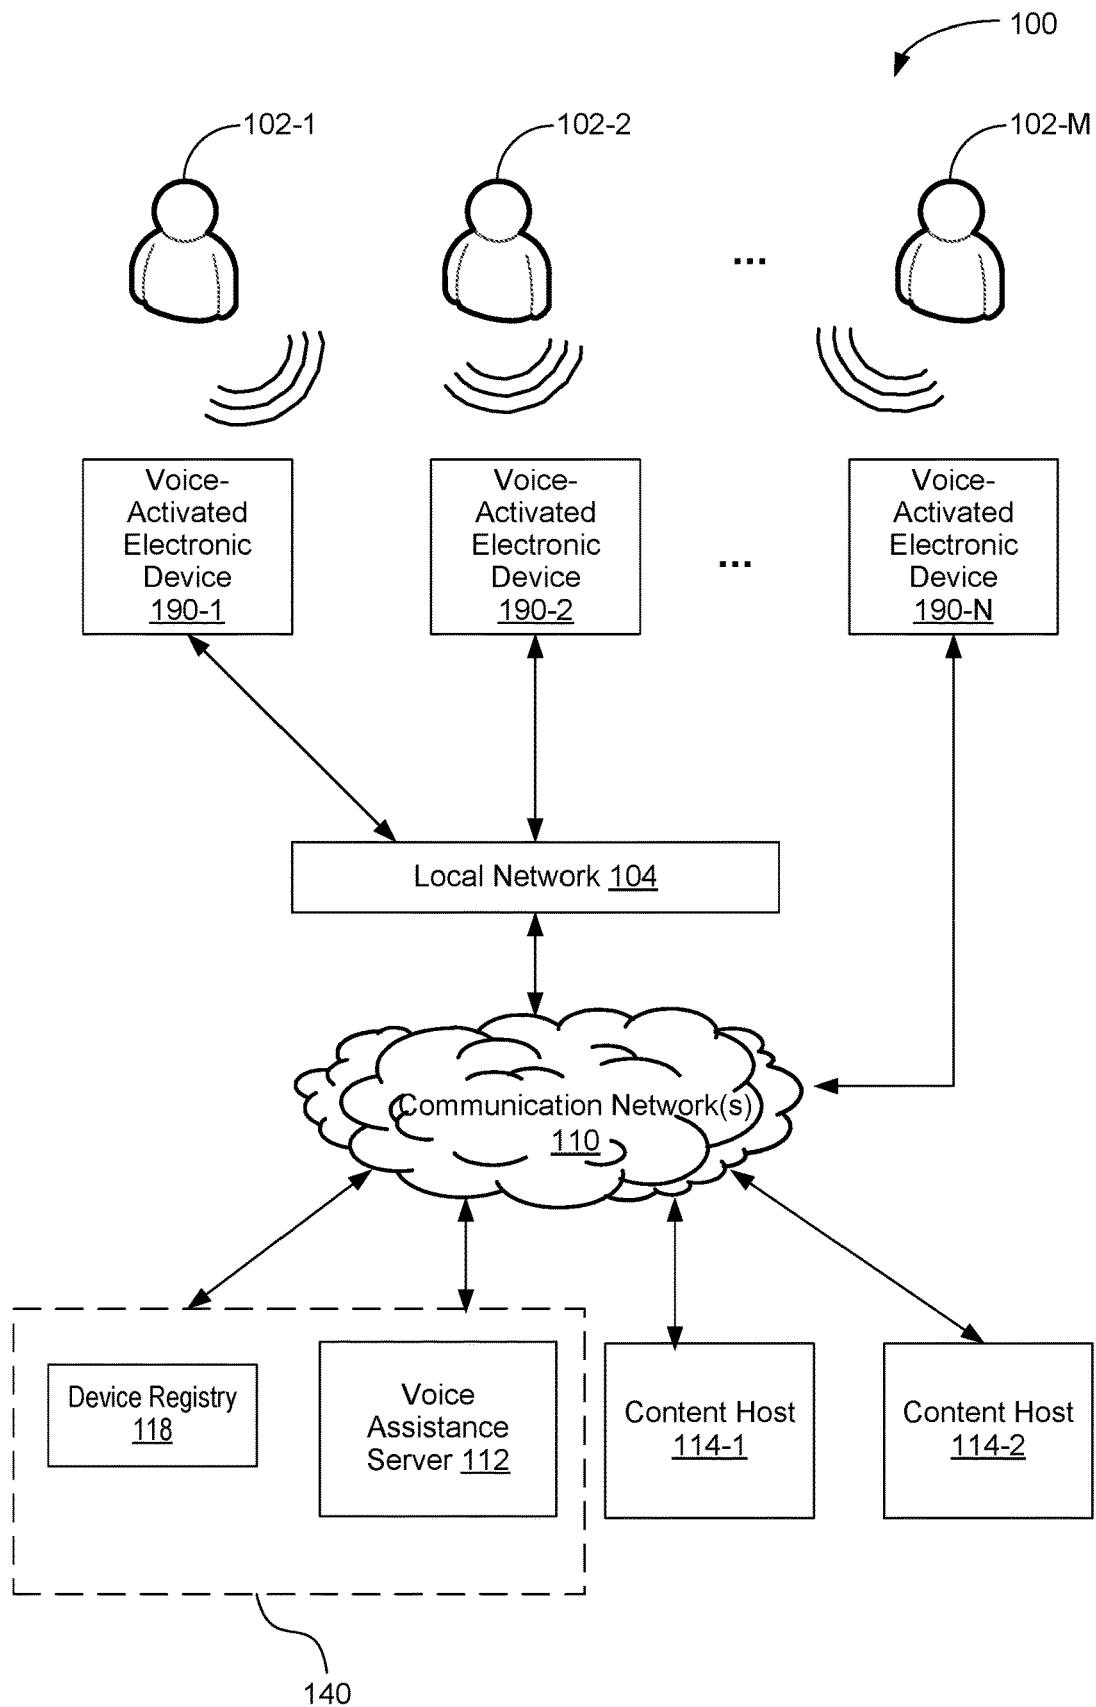 100
102-1
102-2
102-M
...
Voice-
Activated
Electronic
Device
190-1
Voice-
Activated
Electronic
Device
190-2
...
Voice-
Activated
Electronic
Device
190-N
Local Network 104
Communication Network(s)
110
Device Registry
118
Voice
Assistance
Server 112
Content Host
114-1
Content Host
114-2
140